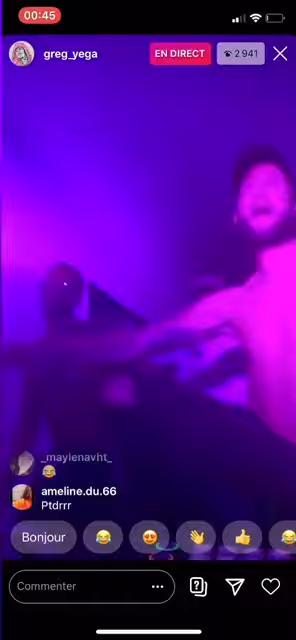 00:45
greg_yega
EN DIRECT
2 941
_maylenavht_
😂
ameline.du.66
Ptdrrr
Bonjour
Commenter